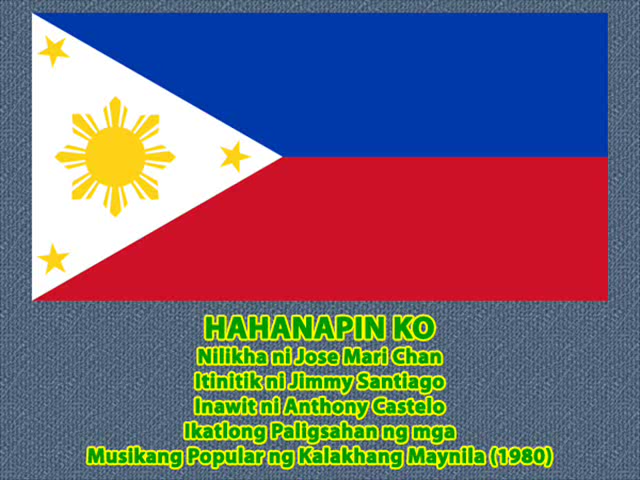 HAHANAPIN KO
Nilikha ni Jose Mari Chan
Itinitik ni Jimmy Santiago
Inawit ni Anthony Castelo
Ikatlong Paligsahan ng mga
Musikang Popular ng Kalakhang Maynila (1980)